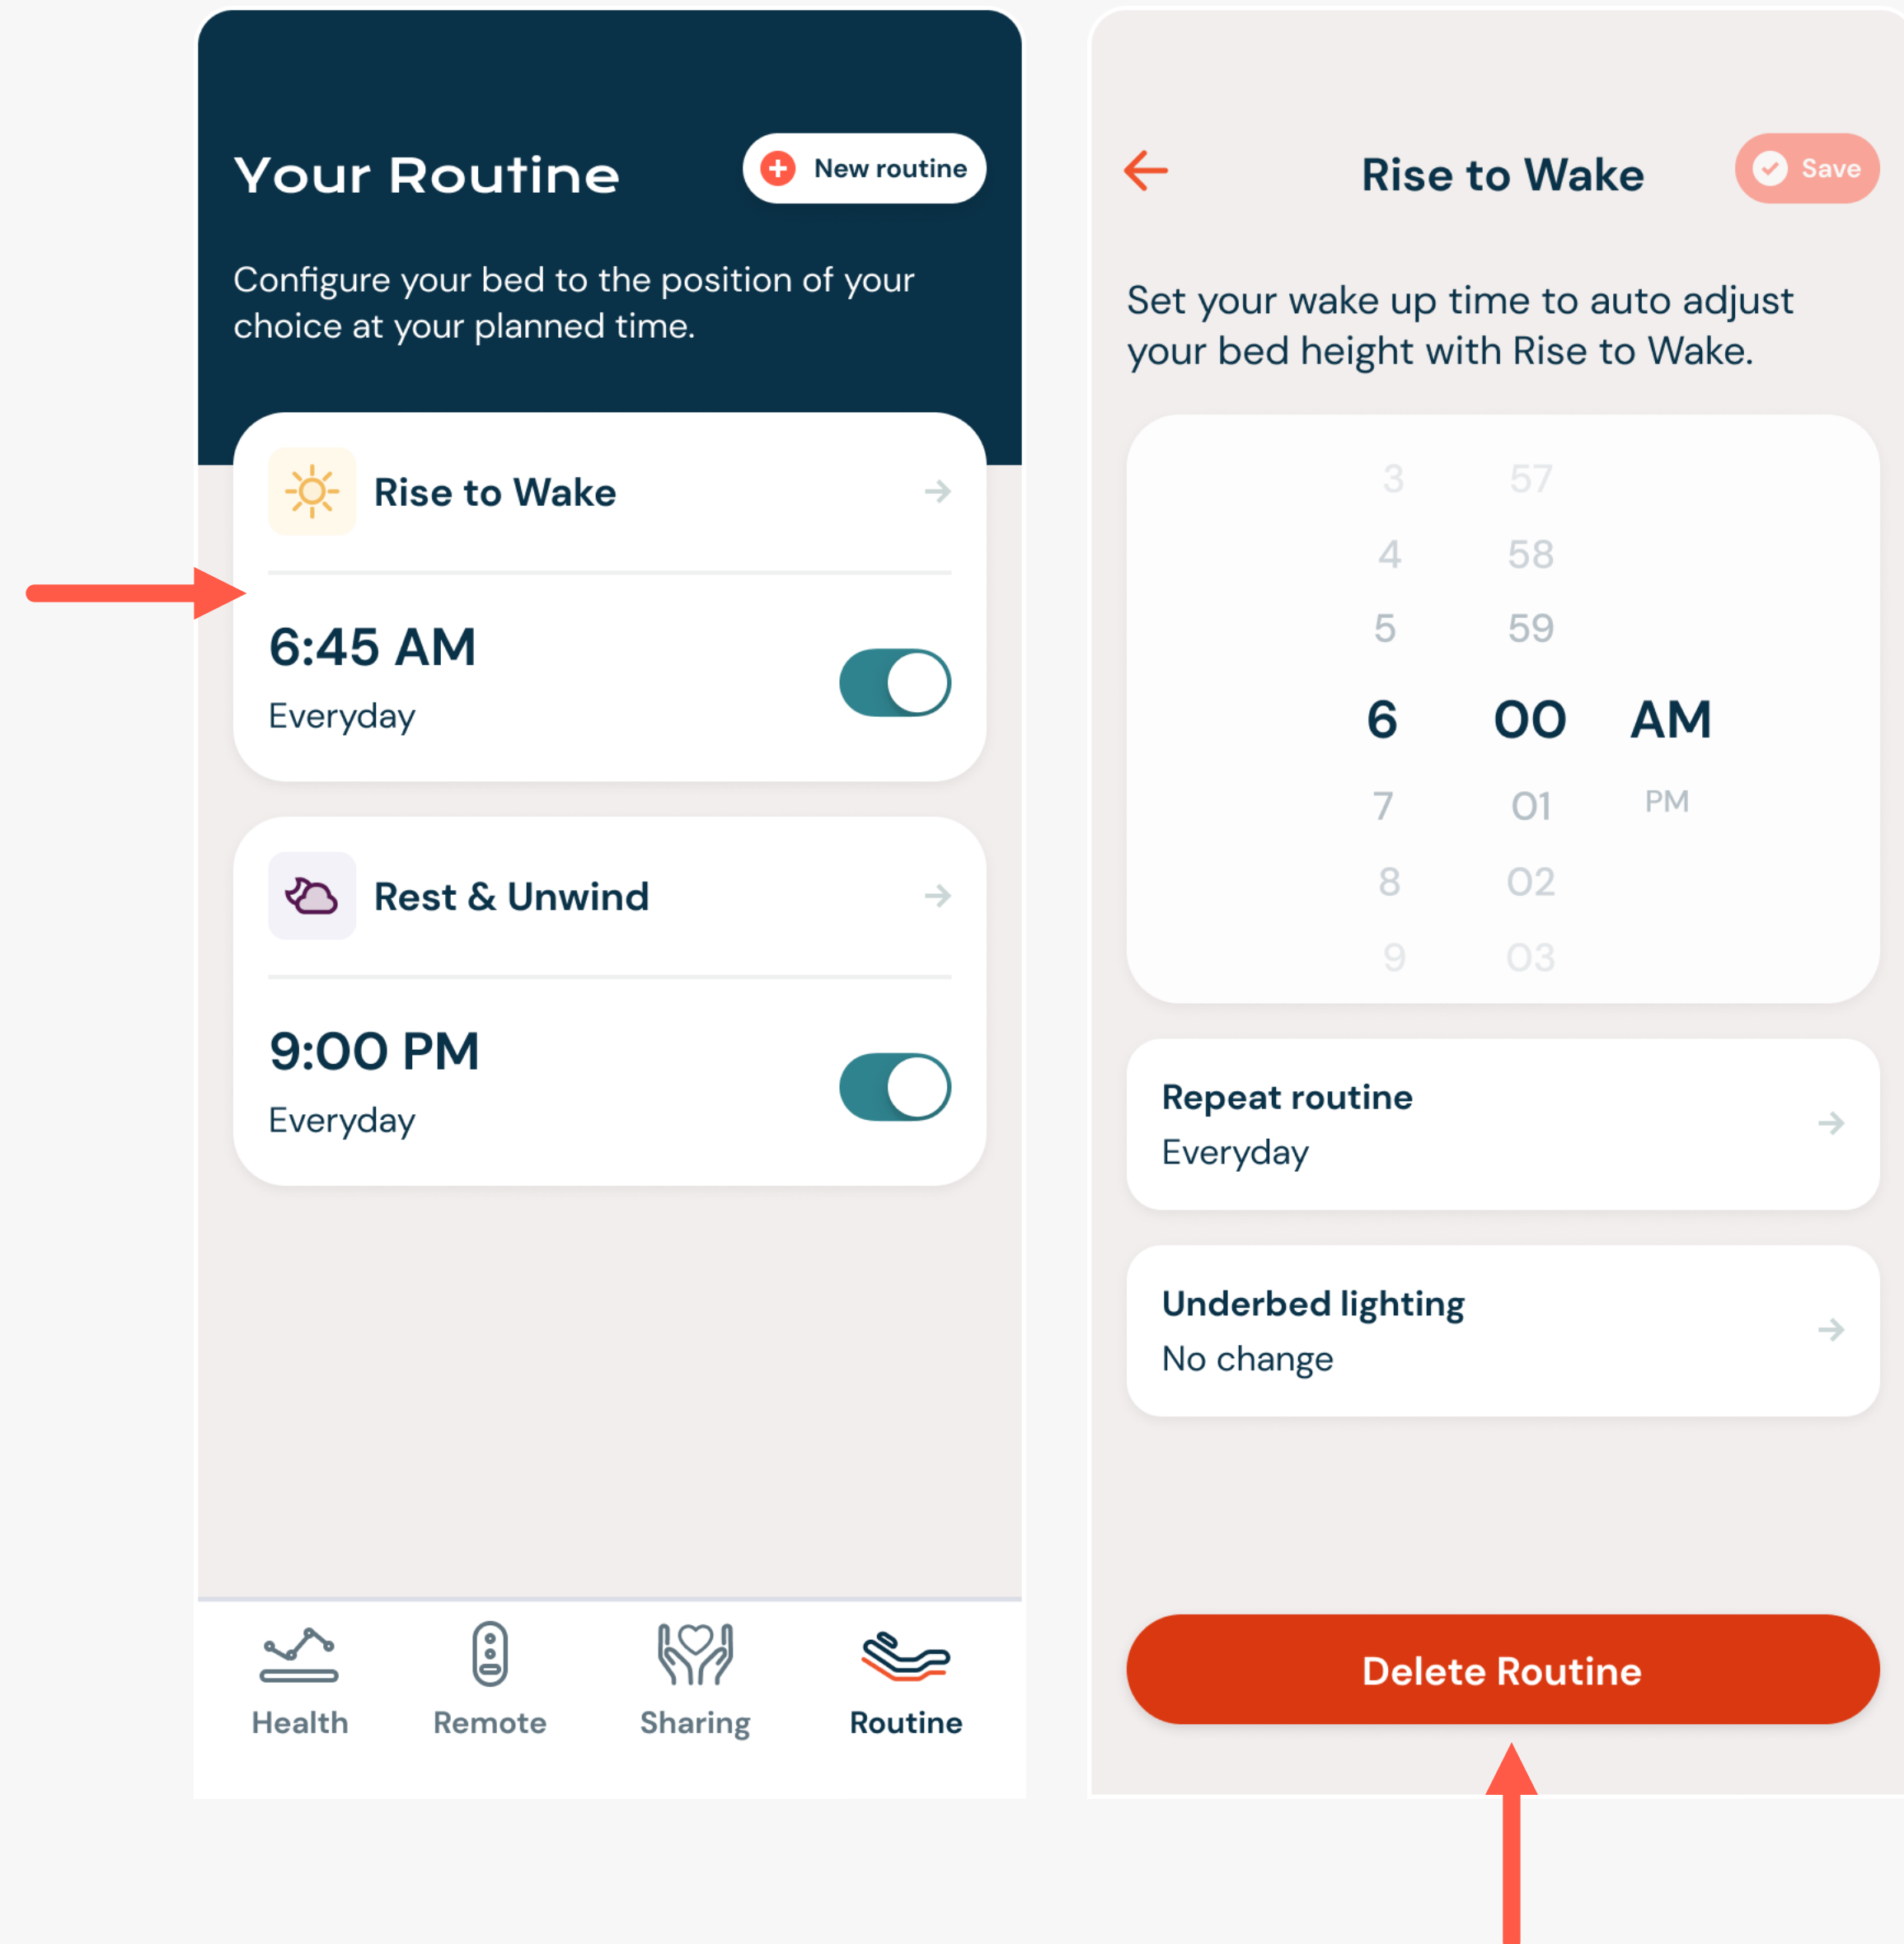 Your Routine
New routine
Configure your bed to the position of your
choice at your planned time.
Rise to Wake
6:45 AM
Everyday
Rest & Unwind
9:00 PM
Everyday
Health Remote Sharing Routine
Rise to Wake
Save
Set your wake up time to auto adjust
your bed height with Rise to Wake.
3 57
4 58
5 59
6 00 AM
7 01 PM
8 02
9 03
Repeat routine
Everyday
Underbed lighting
No change
Delete Routine